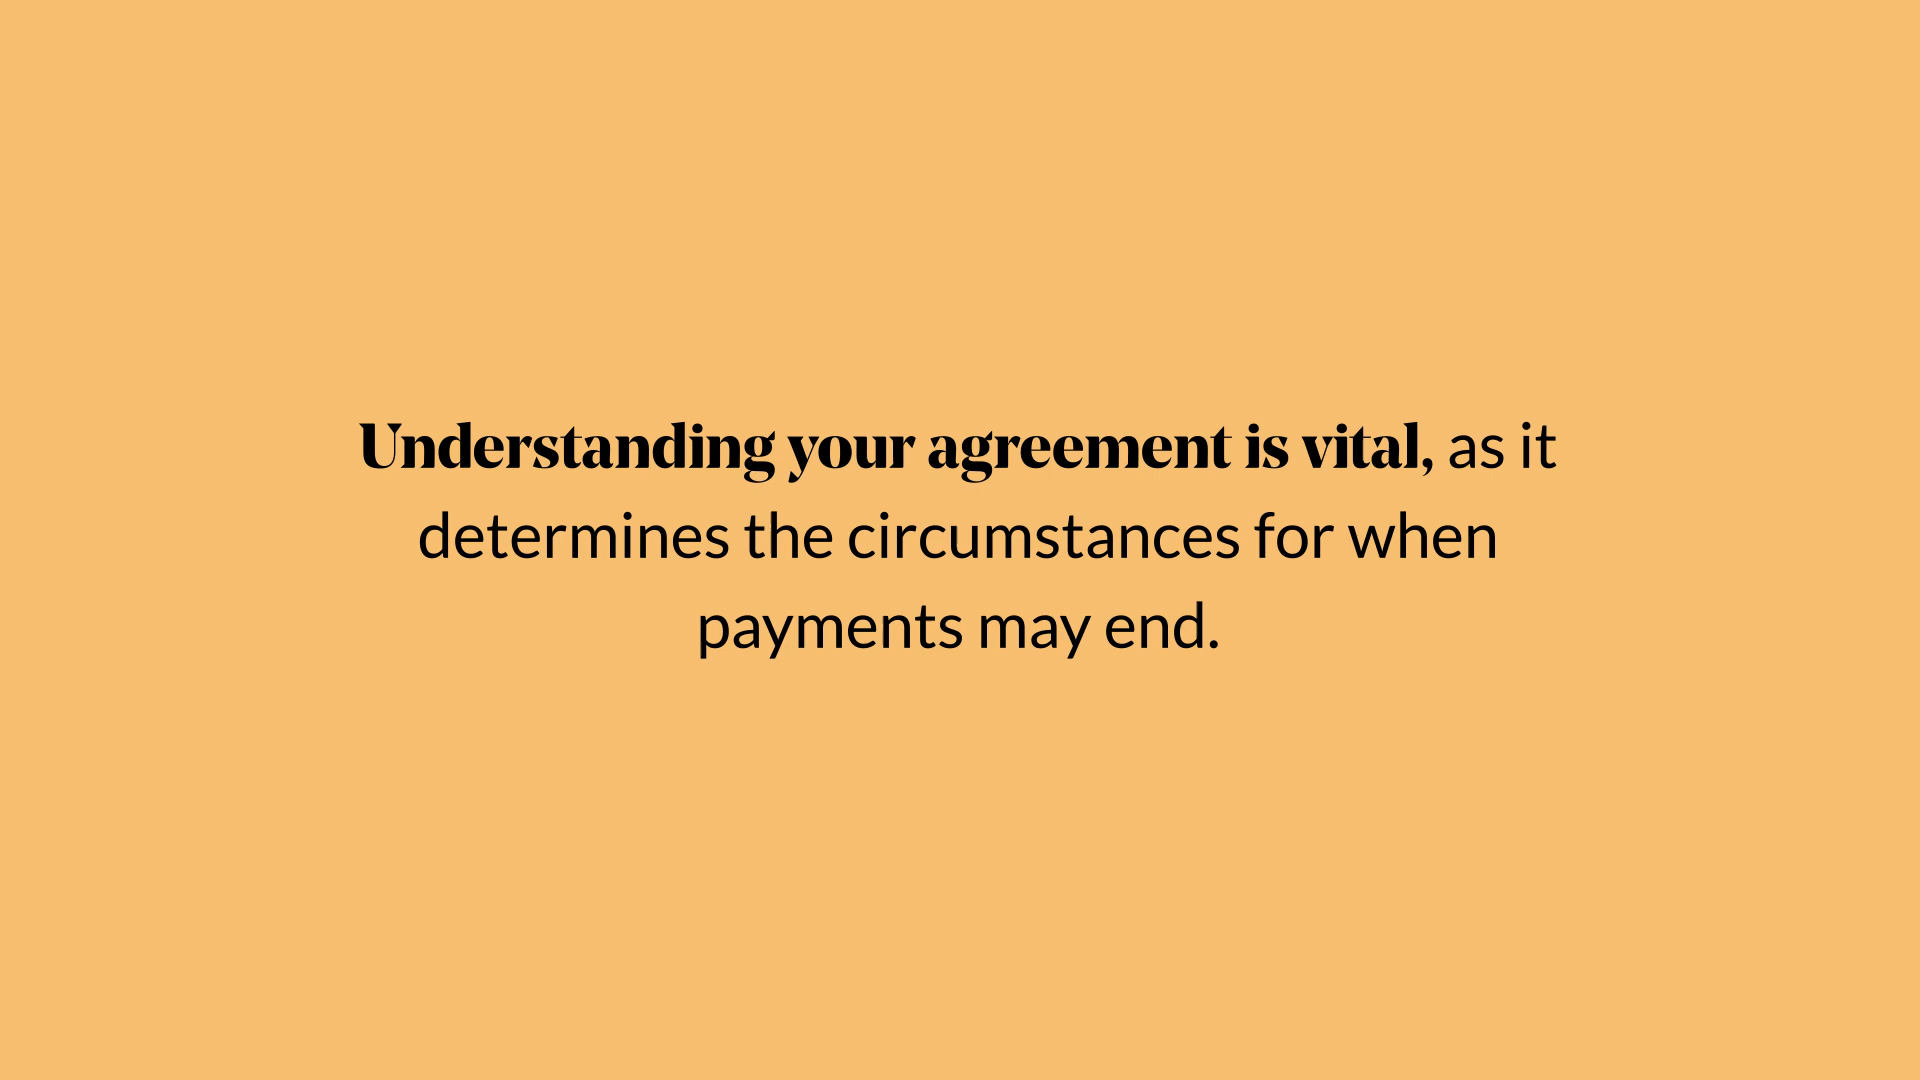 Understanding your agreement is vital, as it
determines the circumstances for when
payments may end.